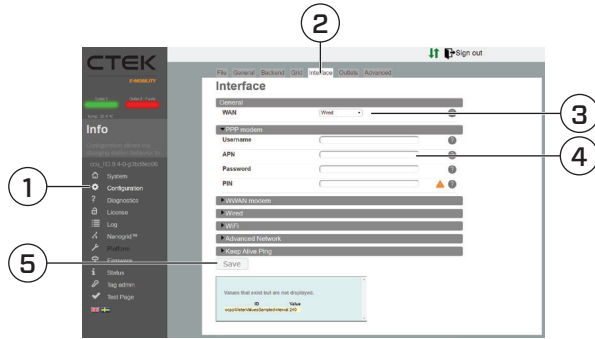 2
CTEK
E-MOBILITY
Sign out
File General Backend Grid Interface Outlets Advanced
Interface
General
WAN Wired
3
PPP modem
Username
APN
4
Password
PIN
WWAN modem
Wired
WiFi
Advanced Network
Keep Alive Ping
5
Save
Values that exist but are not displayed.
ID Value
Info
1
System
Configuration
Diagnostics
License
Log
Nanogrid™
Platform
Firmware
Status
Tag admin
Test Page